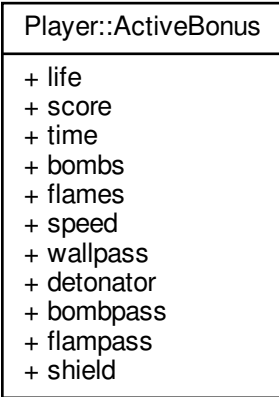 Player::ActiveBonus
+ life
+ score
+ time
+ bombs
+ flames
+ speed
+ wallpass
+ detonator
+ bombpass
+ flampass
+ shield